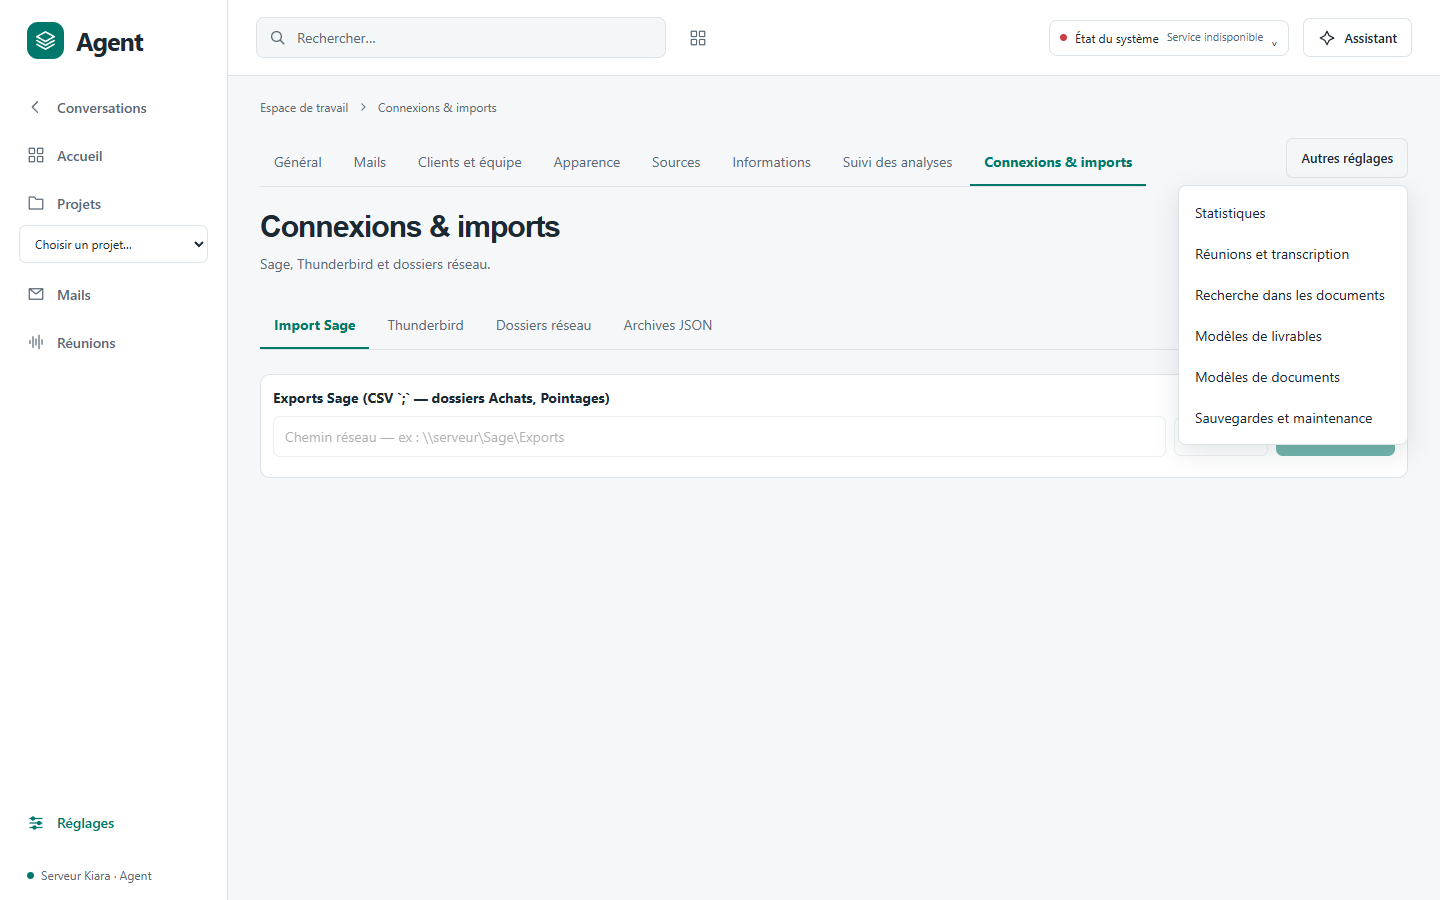 Agent
Rechercher...
État du système Service indisponible
Assistant
Conversations
Accueil
Projets
Choisir un projet...
Mails
Réunions
Réglages
Serveur Kiara · Agent
Espace de travail > Connexions & imports
Général Mails Clients et équipe Apparence Sources Informations Suivi des analyses Connexions & imports
Autres réglages
Statistiques
Réunions et transcription
Recherche dans les documents
Modèles de livrables
Modèles de documents
Sauvegardes et maintenance
Connexions & imports
Sage, Thunderbird et dossiers réseau.
Import Sage Thunderbird Dossiers réseau Archives JSON
Exports Sage (CSV `;` — dossiers Achats, Pointages)
Chemin réseau — ex : \\serveur\Sage\Exports